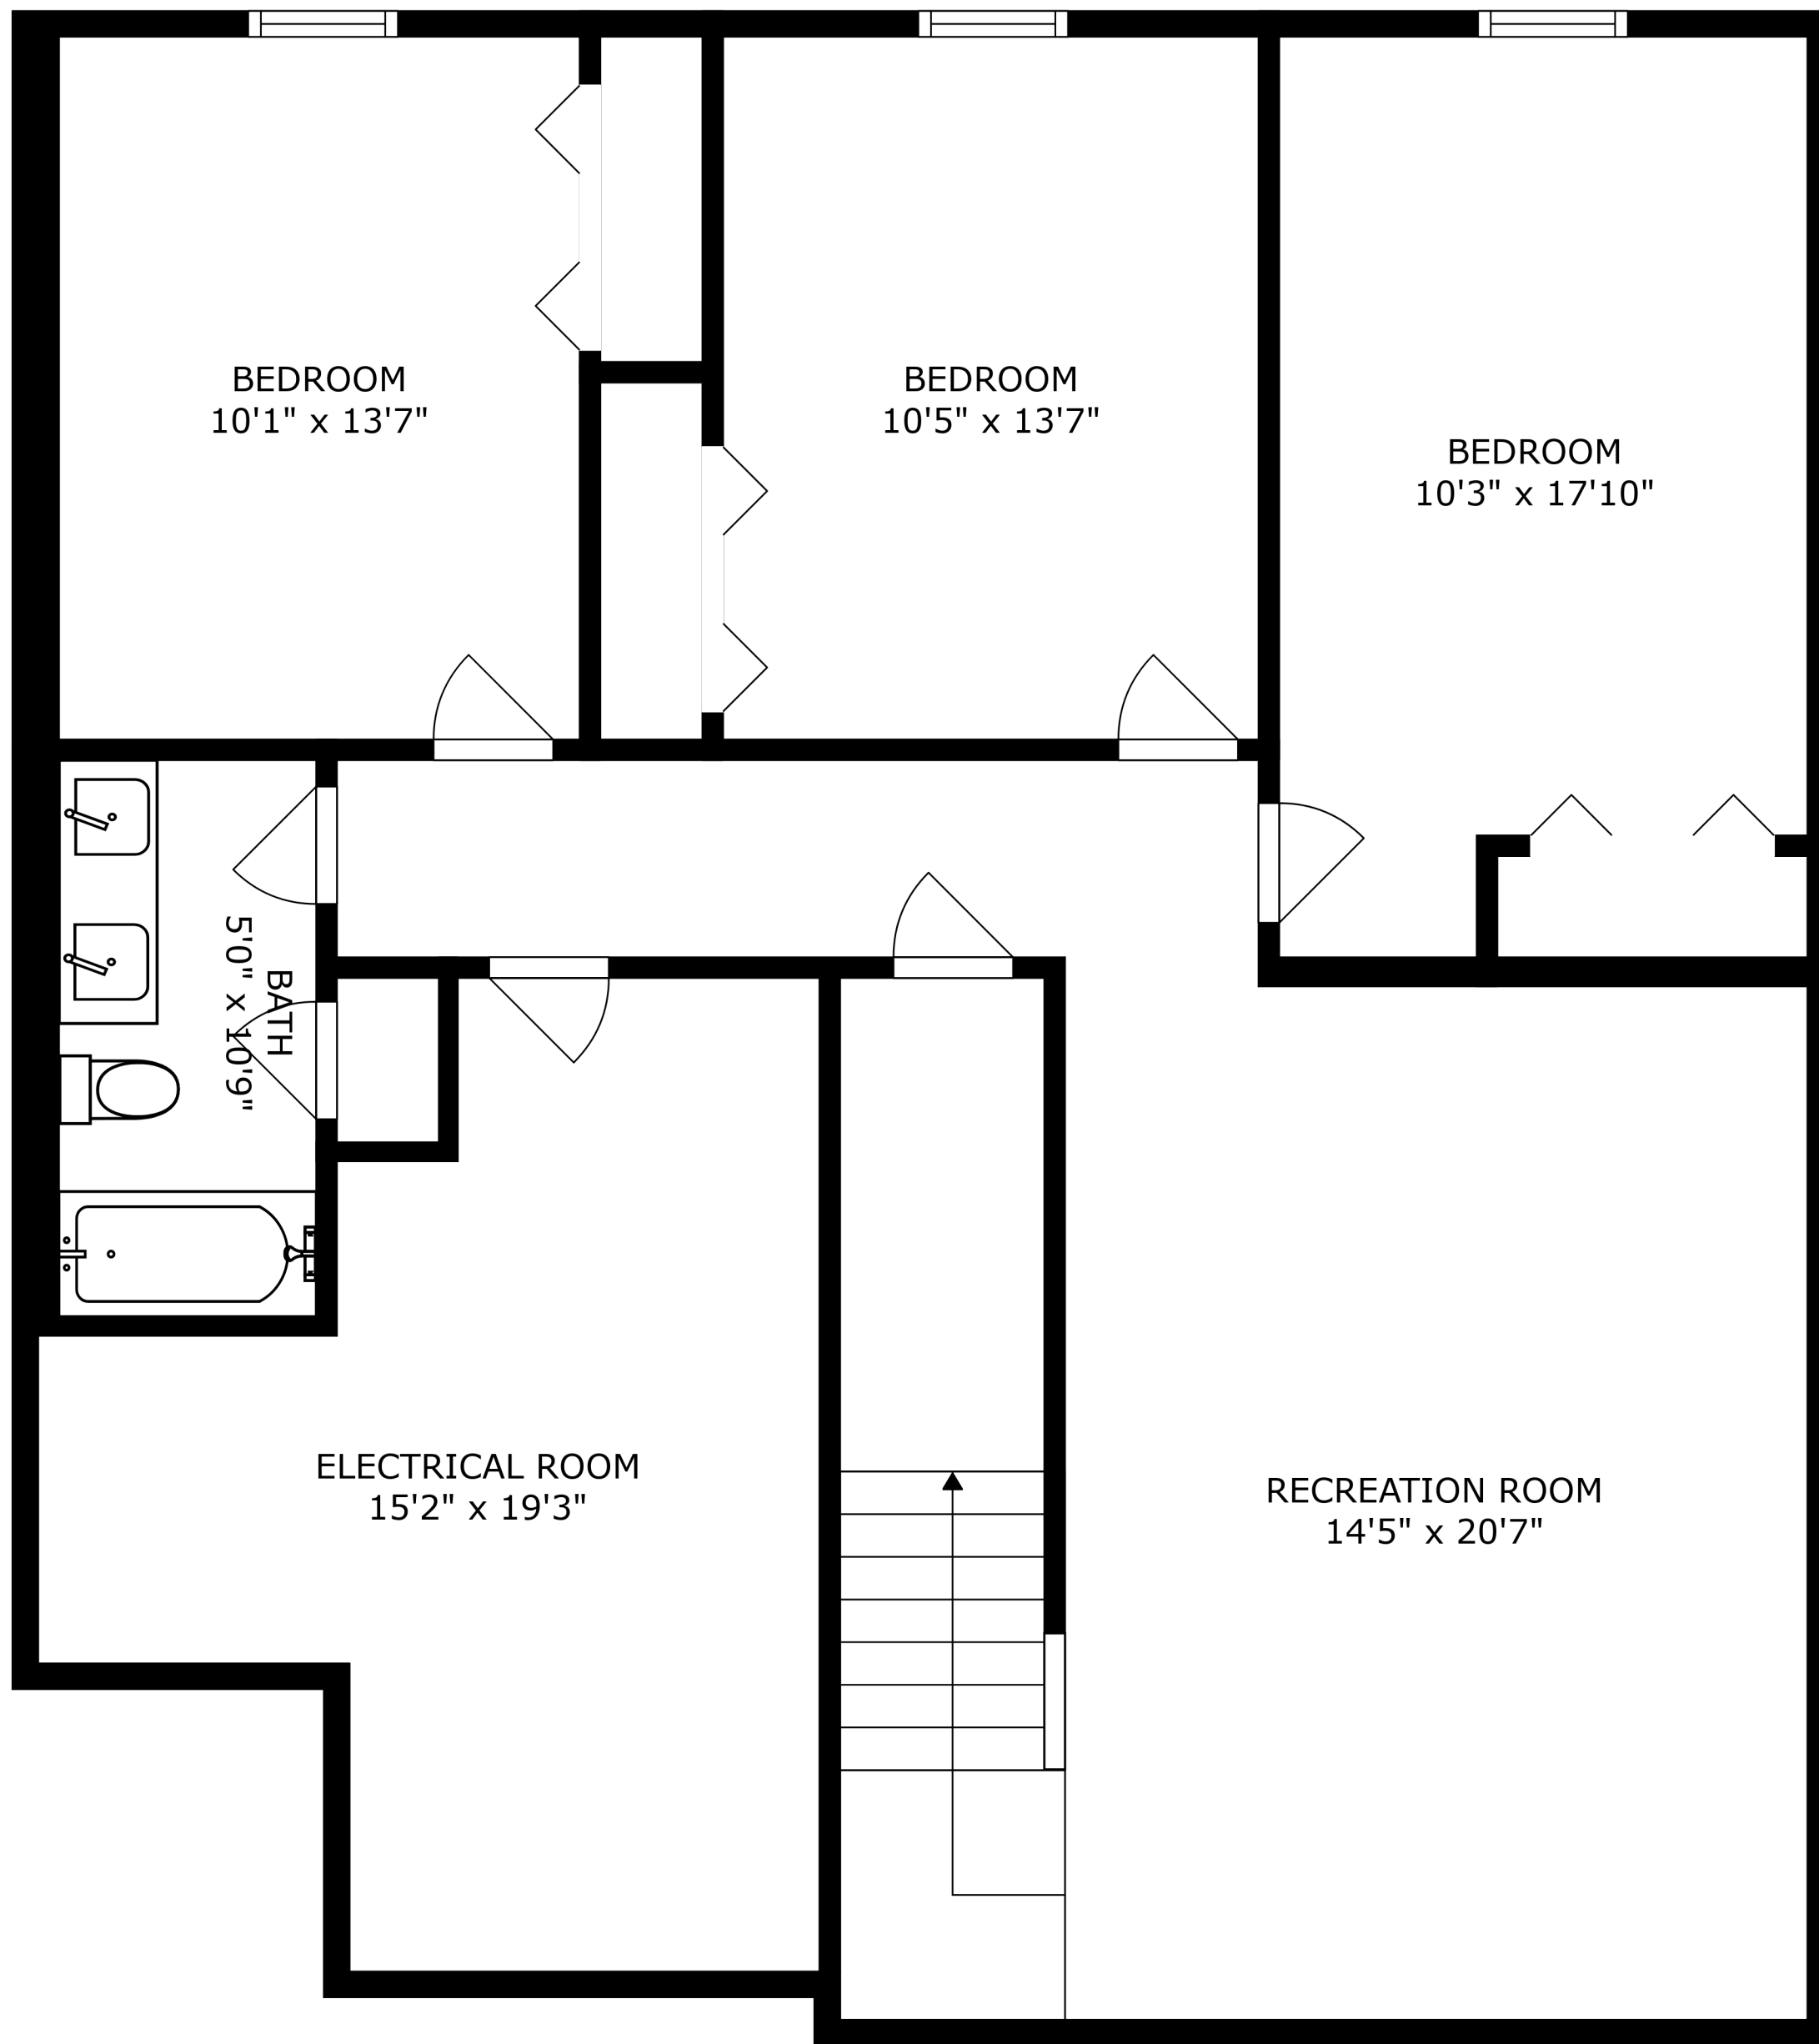 BEDROOM
10'1" x 13'7"
BEDROOM
10'5" x 13'7"
BEDROOM
10'3" x 17'10"
BATH
5'0" x 10'9"
ELECTRICAL ROOM
15'2" x 19'3"
RECREATION ROOM
14'5" x 20'7"